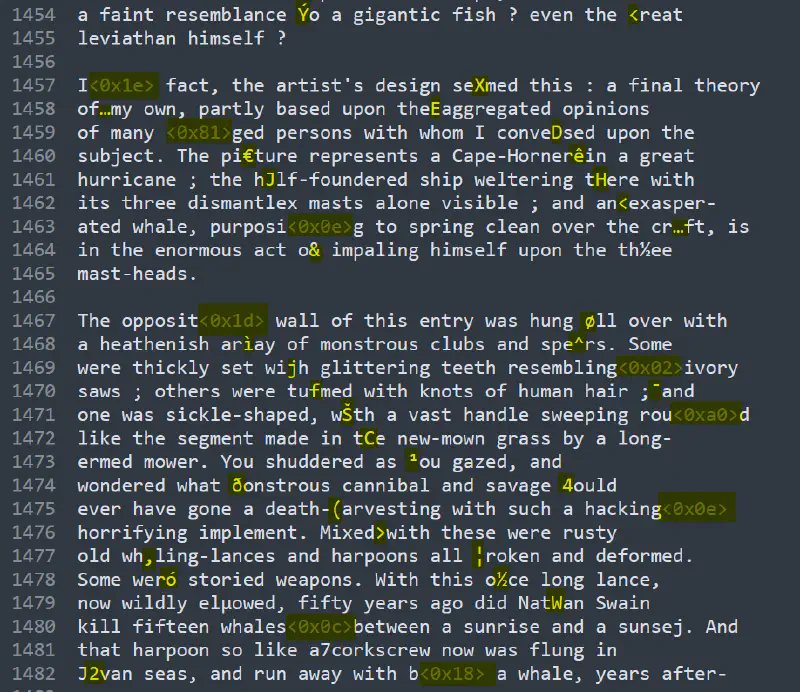 1454 a faint resemblance Ýo a gigantic fish ? even the <reat
1455 leviathan himself ?
1456
1457 I<0x1e> fact, the artist's design seXmed this : a final theory
1458 of…my own, partly based upon theEaggregated opinions
1459 of many <0x81>ged persons with whom I conveDsed upon the
1460 subject. The pi€ture represents a Cape-Hornerêin a great
1461 hurricane ; the hJlf-foundered ship weltering tHere with
1462 its three dismantlex masts alone visible ; and an<exasper-
1463 ated whale, purposi<0x0e>g to spring clean over the cr…ft, is
1464 in the enormous act o& impaling himself upon the th½ee
1465 mast-heads.
1466
1467 The opposit<0x1d> wall of this entry was hung øll over with
1468 a heathenish arìay of monstrous clubs and spe^rs. Some
1469 were thickly set wijh glittering teeth resembling<0x02>ivory
1470 saws ; others were tufmed with knots of human hair ;¯and
1471 one was sickle-shaped, wŠth a vast handle sweeping rou<0xa0>d
1472 like the segment made in tCe new-mown grass by a long-
1473 ermed mower. You shuddered as ¹ou gazed, and
1474 wondered what ðonstrous cannibal and savage 4ould
1475 ever have gone a death-(arvesting with such a hacking<0x0e>
1476 horrifying implement. Mixed>with these were rusty
1477 old wh‚ling-lances and harpoons all ¦roken and deformed.
1478 Some weró storied weapons. With this o½ce long lance,
1479 now wildly elµowed, fifty years ago did NatWan Swain
1480 kill fifteen whales<0x0c>between a sunrise and a sunsej. And
1481 that harpoon so like a7corkscrew now was flung in
1482 J2van seas, and run away with b<0x18> a whale, years after-